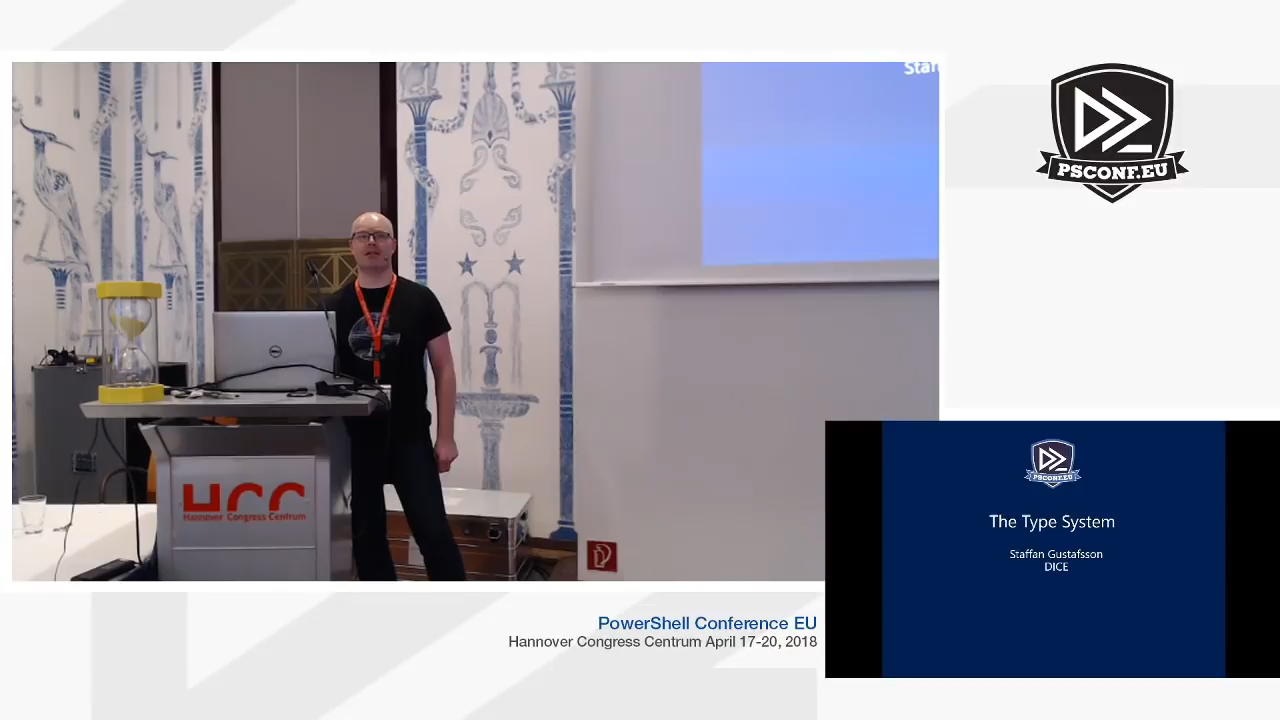 PSCONF.EU
HCC
Hannover Congress Centrum
PSCONF.EU
The Type System
Staffan Gustafsson
DICE
PowerShell Conference EU
Hannover Congress Centrum April 17-20, 2018